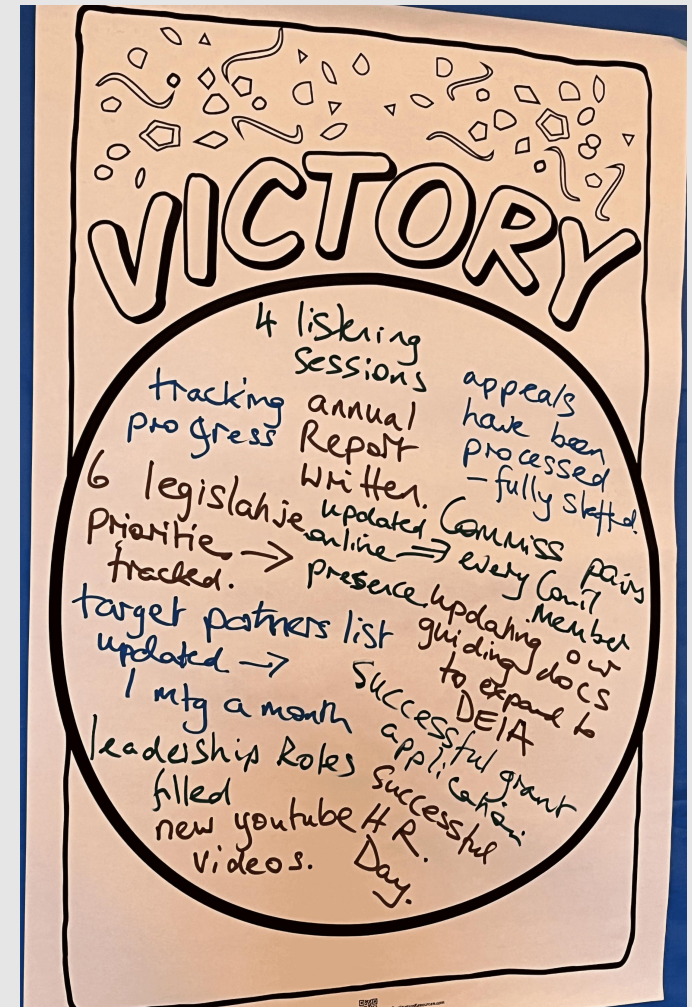 VICTORY
4 listening
sessions
tracking
progress
annual
Report
written.
appeals
have been
processed
- fully staffed.
6 legislative
Priorities →
tracked.
updated
online ⇒
presence.
Commiss pairs
every
Member
target partners list
updated →
1 mtg a month
updating our
guiding docs
to expand to
DEIA
Successful grant
application
leadership Roles
filled
new youtube
videos.
Successful
H.R.
Day.